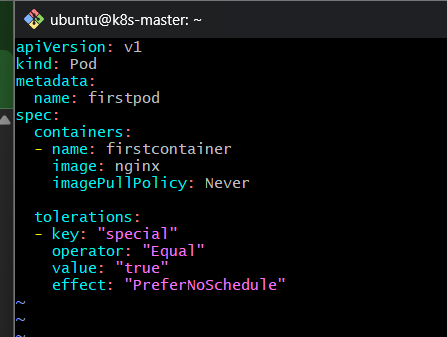 ubuntu@k8s-master: ~
apiVersion: v1
kind: Pod
metadata:
  name: firstpod
spec:
  containers:
  - name: firstcontainer
    image: nginx
    imagePullPolicy: Never

  tolerations:
  - key: "special"
    operator: "Equal"
    value: "true"
    effect: "PreferNoSchedule"
~
~
~